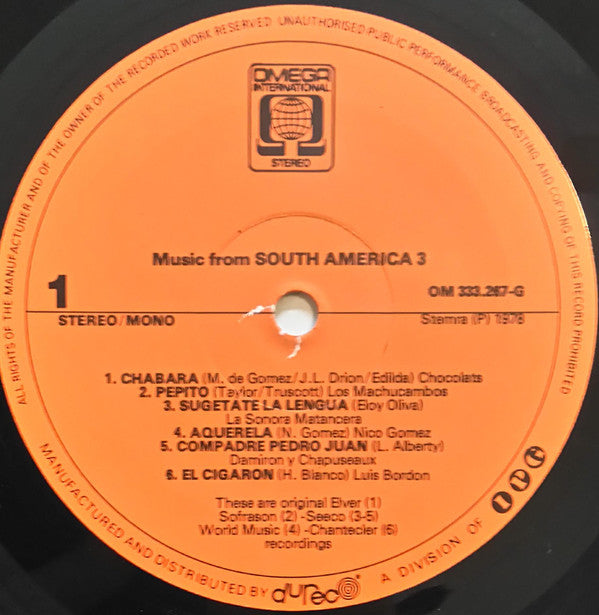 ALL RIGHTS OF THE MANUFACTURER AND OF THE OWNER OF THE RECORDED WORK RESERVED UNAUTHORISED PUBLIC PERFORMANCE BROADCASTING AND COPYING OF THIS RECORD PROHIBITED
OMEGA
INTERNATIONAL
STEREO
Music from SOUTH AMERICA 3
1
OM 333.267-G
STEREO/MONO
Stemra (P) 1978
1. CHABARA (M. de Gomez/J.L. Drion/Edilda) Chocolats
2. PEPITO (Taylor/Truscott) Los Machucambos
3. SUGETATE LA LENGUA (Eloy Oliva)
La Sonora Matancera
4. AQUERELA (N. Gomez) Nico Gomez
5. COMPADRE PEDRO JUAN (L. Alberty)
Damiron y Chapuseaux
6. EL CIGARON (H. Blanco) Luis Bordon
These are original Elver (1)
Sofrason (2) -Seeco (3-5)
World Music (4) -Chantecler (6)
recordings
MANUFACTURED AND DISTRIBUTED BY dureco A DIVISION OF